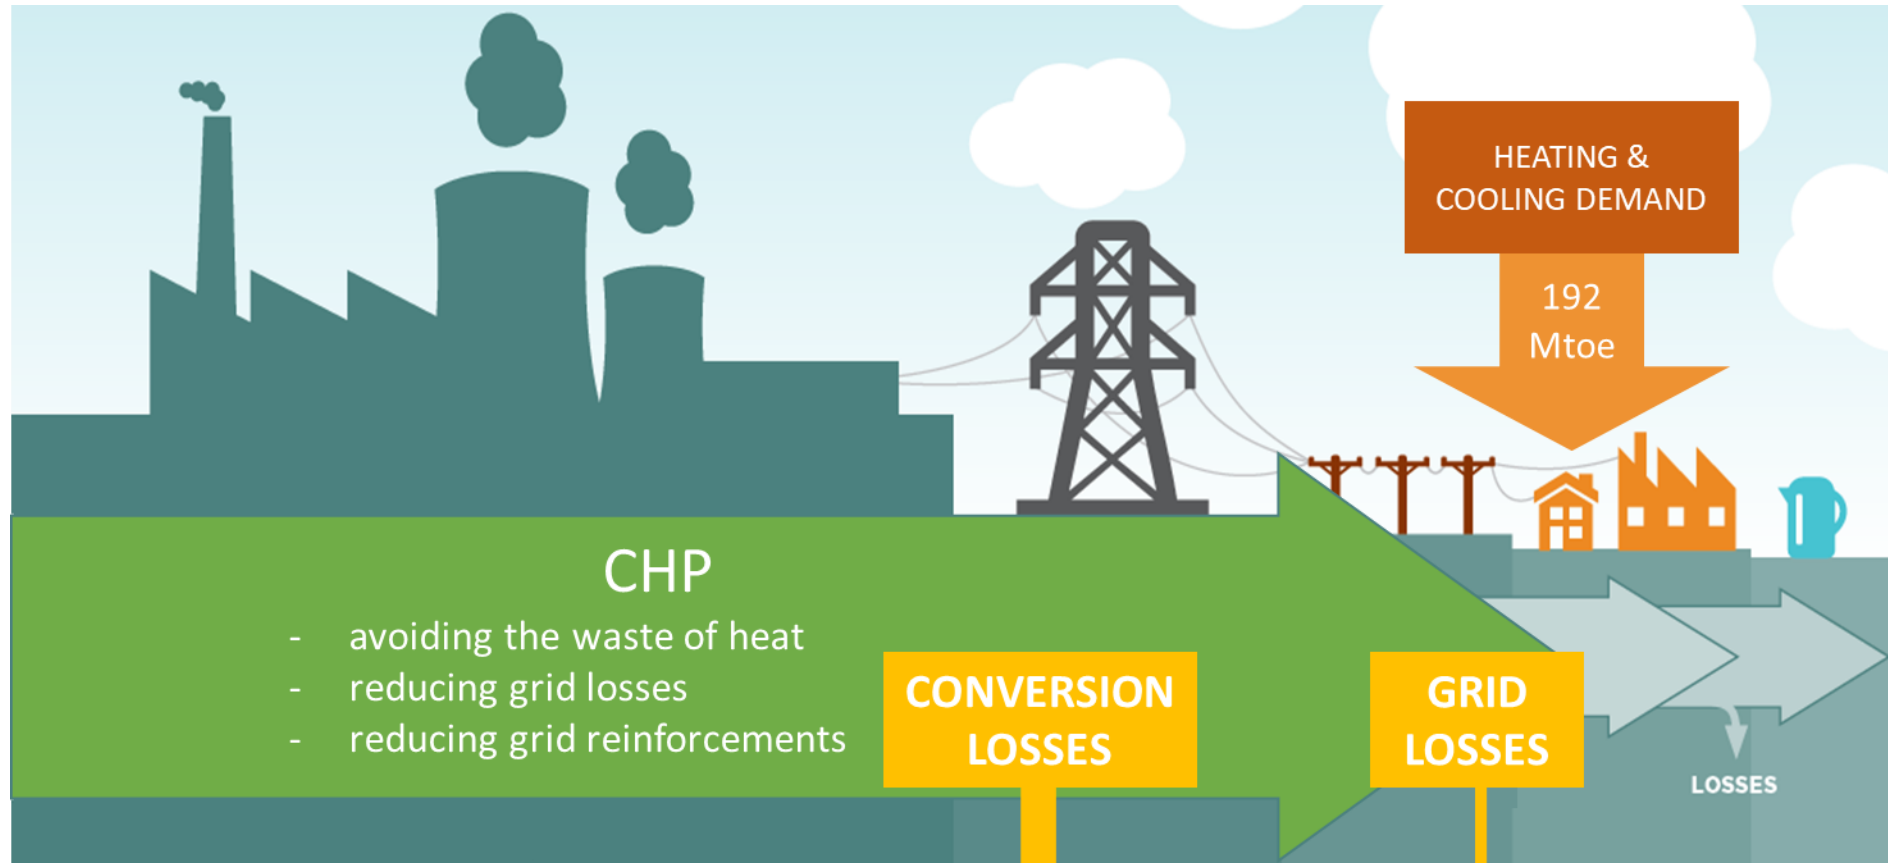 HEATING &
COOLING DEMAND
192
Mtoe
CHP
- avoiding the waste of heat
- reducing grid losses
- reducing grid reinforcements
CONVERSION
LOSSES
GRID
LOSSES
LOSSES